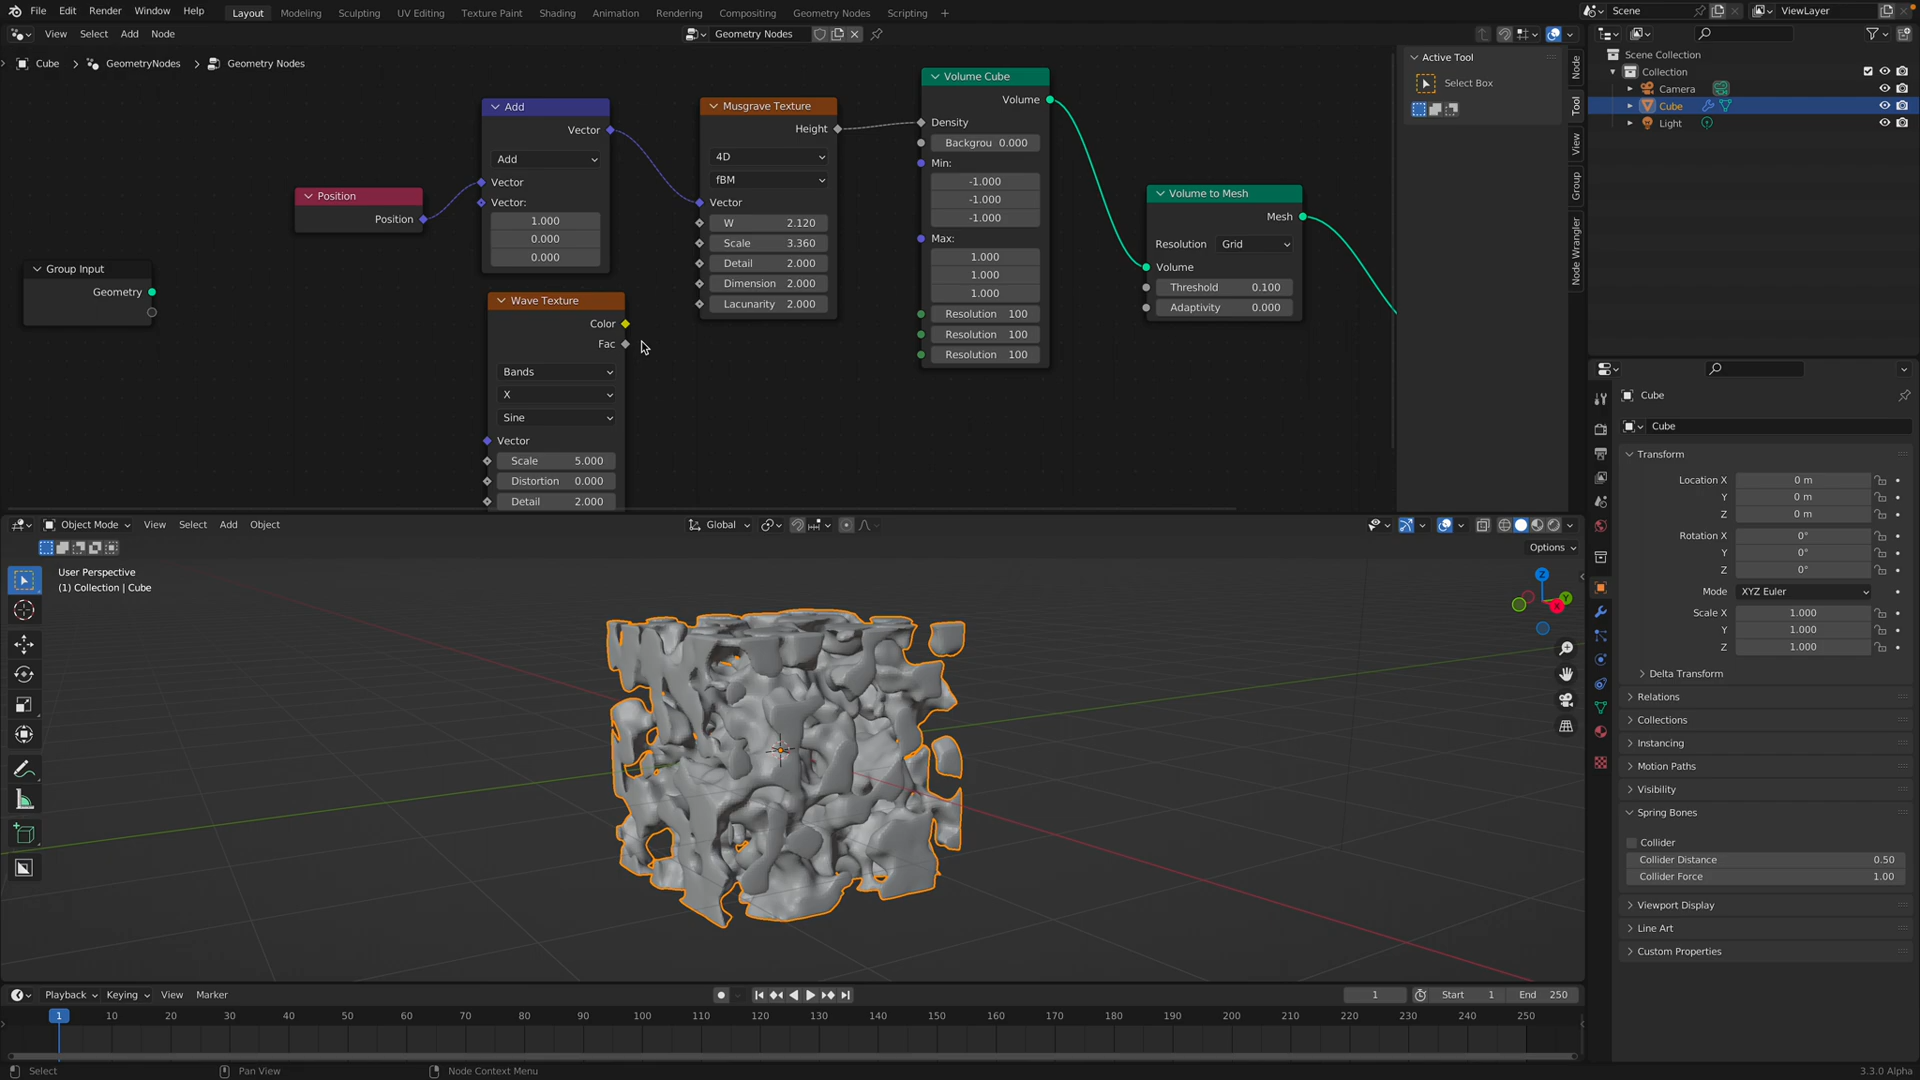 File Edit Render Window Help Layout Modeling Sculpting UV Editing Texture Paint Shading Animation Rendering Compositing Geometry Nodes Scripting + Scene ViewLayer
View Select Add Node Geometry Nodes
Cube > GeometryNodes > Geometry Nodes
Group Input
Geometry
Position
Position
Add
Vector
Add
Vector
Vector:
1.000
0.000
0.000
Wave Texture
Color
Fac
Bands
X
Sine
Vector
Scale 5.000
Distortion 0.000
Detail 2.000
Musgrave Texture
Height
4D
fBM
Vector
W 2.120
Scale 3.360
Detail 2.000
Dimension 2.000
Lacunarity 2.000
Volume Cube
Volume
Density
Backgrou 0.000
Min:
-1.000
-1.000
-1.000
Max:
1.000
1.000
1.000
Resolution 100
Resolution 100
Resolution 100
Volume to Mesh
Mesh
Resolution Grid
Volume
Threshold 0.100
Adaptivity 0.000
Active Tool
Select Box
Node
Tool
View
Group
Node Wrangler
Scene Collection
Collection
Camera
Cube
Light
Cube
Cube
Transform
Location X 0 m
Y 0 m
Z 0 m
Rotation X 0°
Y 0°
Z 0°
Mode XYZ Euler
Scale X 1.000
Y 1.000
Z 1.000
Delta Transform
Relations
Collections
Instancing
Motion Paths
Visibility
Spring Bones
Collider
Collider Distance 0.50
Collider Force 1.00
Viewport Display
Line Art
Custom Properties
Object Mode View Select Add Object Global
Options
User Perspective
(1) Collection | Cube
Z
Y
X
Playback Keying View Marker 1 Start 1 End 250
1 10 20 30 40 50 60 70 80 90 100 110 120 130 140 150 160 170 180 190 200 210 220 230 240 250
Select Pan View Node Context Menu 3.3.0 Alpha